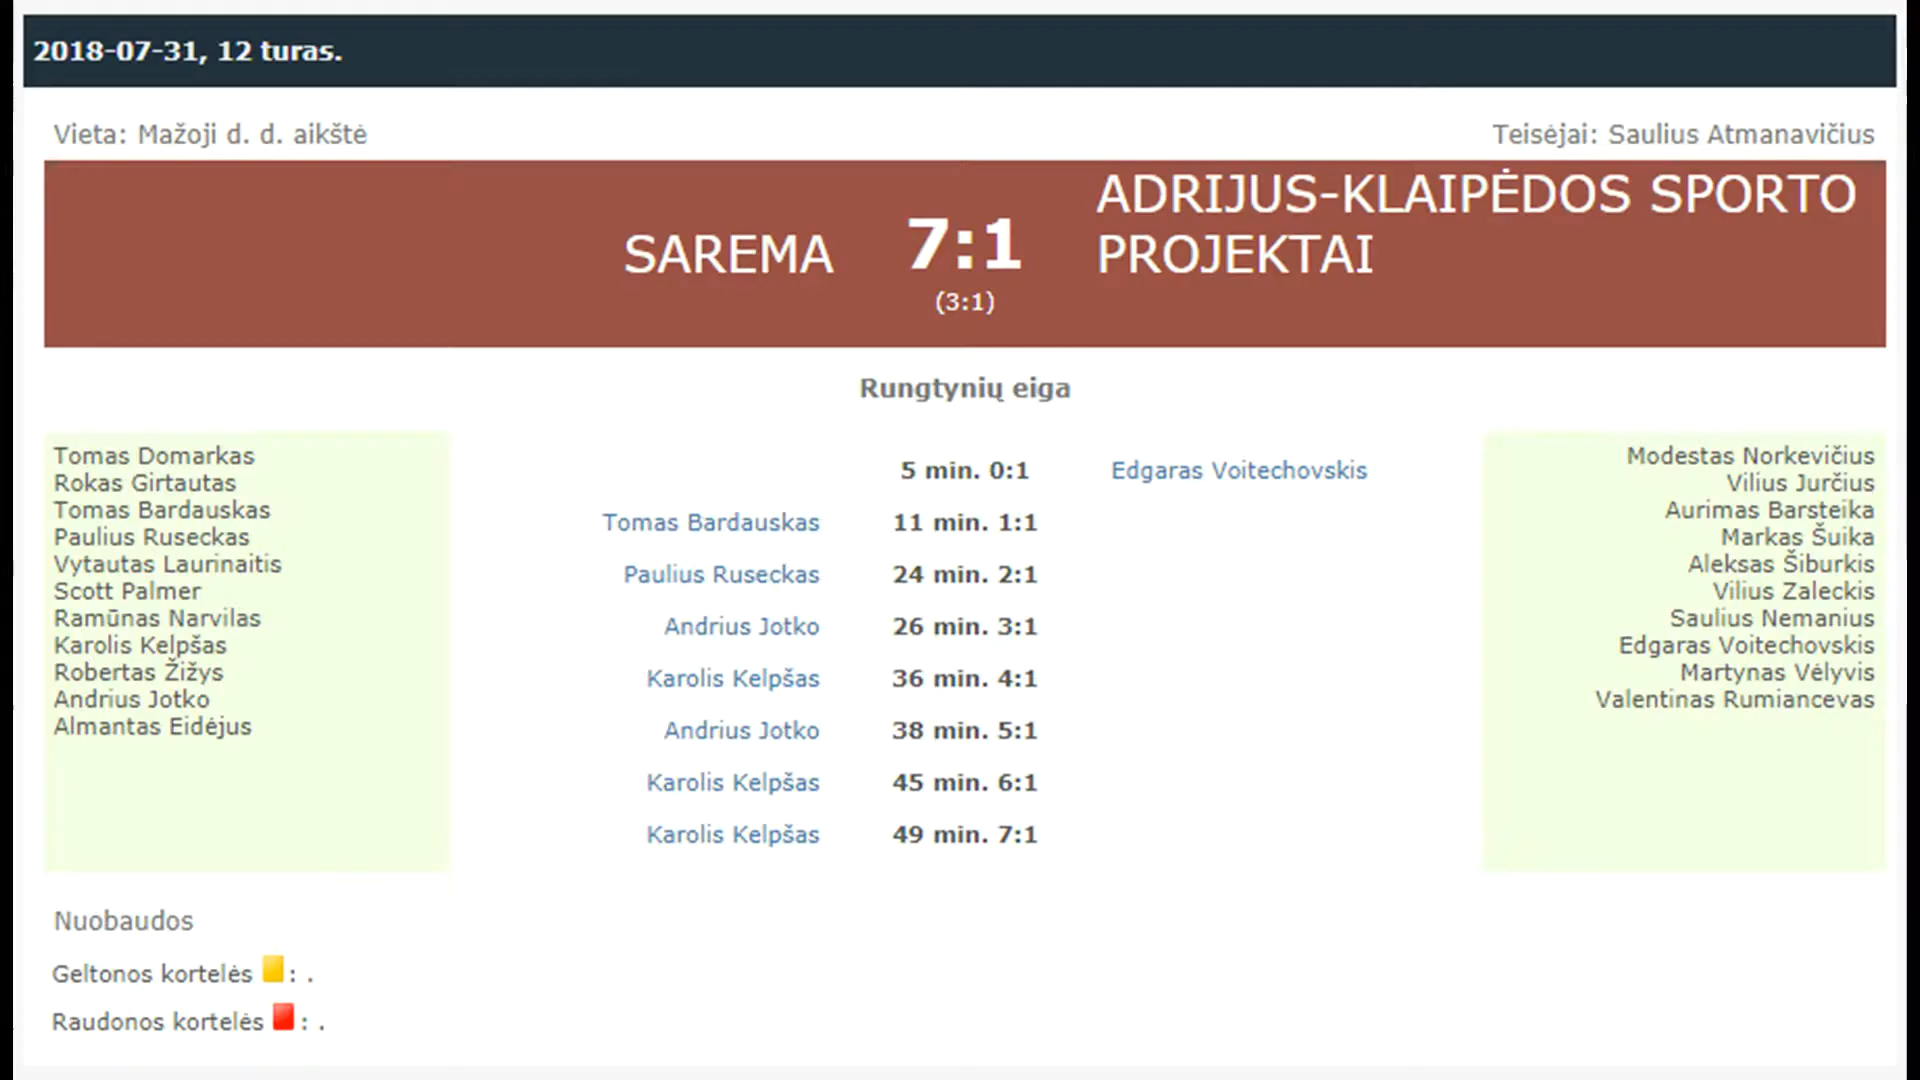 2018-07-31, 12 turas.
Vieta: Mažoji d. d. aikštė
Teisėjai: Saulius Atmanavičius
SAREMA
7:1
(3:1)
ADRIJUS-KLAIPĖDOS SPORTO
PROJEKTAI
Rungtynių eiga
Tomas Domarkas
Rokas Girtautas
Tomas Bardauskas
Paulius Ruseckas
Vytautas Laurinaitis
Scott Palmer
Ramūnas Narvilas
Karolis Kelpšas
Robertas Žižys
Andrius Jotko
Almantas Eidėjus
5 min. 0:1 Edgaras Voitechovskis
Tomas Bardauskas 11 min. 1:1
Paulius Ruseckas 24 min. 2:1
Andrius Jotko 26 min. 3:1
Karolis Kelpšas 36 min. 4:1
Andrius Jotko 38 min. 5:1
Karolis Kelpšas 45 min. 6:1
Karolis Kelpšas 49 min. 7:1
Modestas Norkevičius
Vilius Jurčius
Aurimas Barsteika
Markas Šuika
Aleksas Šiburkis
Vilius Zaleckis
Saulius Nemanius
Edgaras Voitechovskis
Martynas Vėlyvis
Valentinas Rumiancevas
Nuobaudos
Geltonos kortelės : .
Raudonos kortelės : .